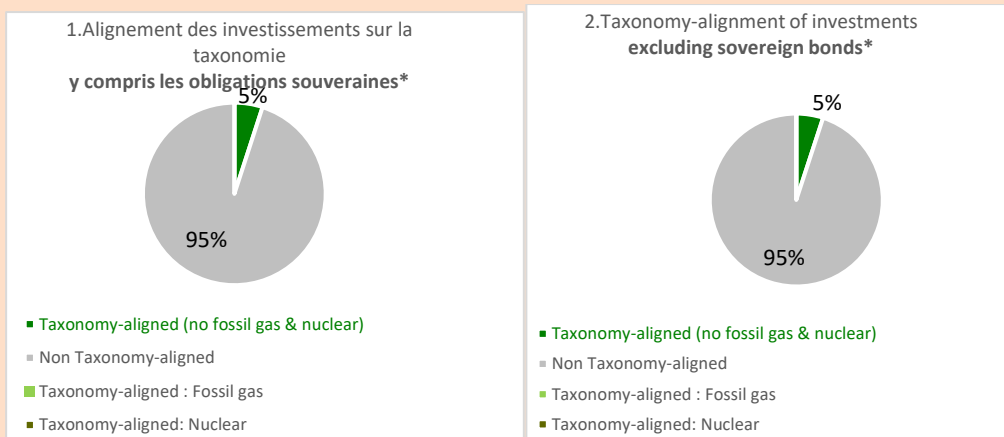 1.Alignement des investissements sur la
taxonomie
y compris les obligations souveraines*
5%
95%
■ Taxonomy-aligned (no fossil gas & nuclear)
■ Non Taxonomy-aligned
■ Taxonomy-aligned : Fossil gas
■ Taxonomy-aligned: Nuclear
2.Taxonomy-alignment of investments
excluding sovereign bonds*
5%
95%
■ Taxonomy-aligned (no fossil gas & nuclear)
■ Non Taxonomy-aligned
■ Taxonomy-aligned : Fossil gas
■ Taxonomy-aligned: Nuclear